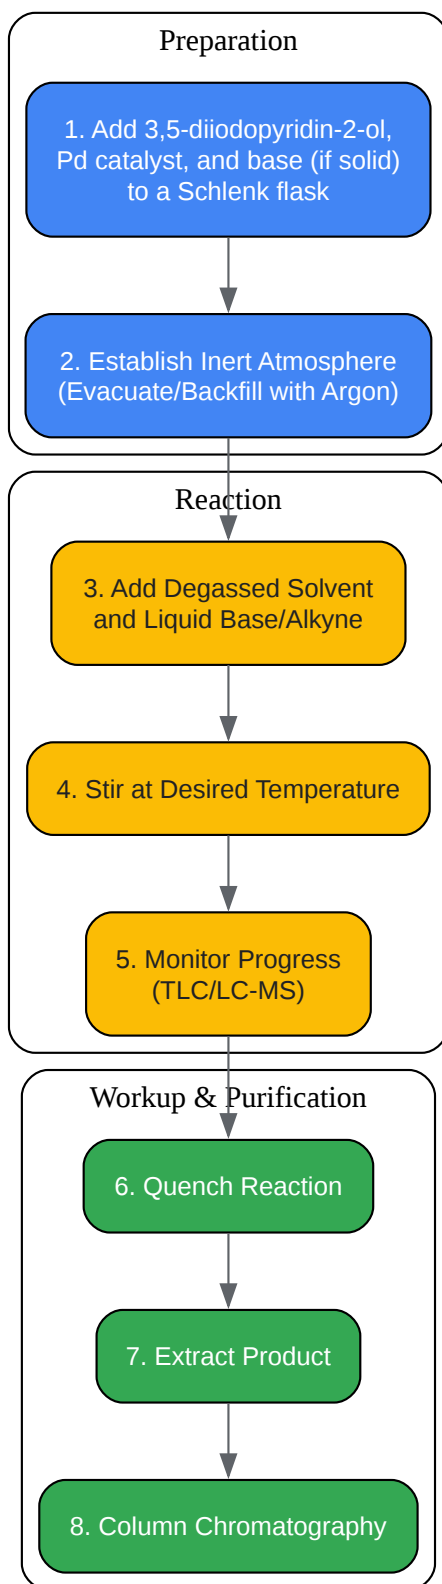 Preparation
1. Add 3,5-diiodopyridin-2-ol,
Pd catalyst, and base (if solid)
to a Schlenk flask
2. Establish Inert Atmosphere
(Evacuate/Backfill with Argon)
Reaction
3. Add Degassed Solvent
and Liquid Base/Alkyne
4. Stir at Desired Temperature
5. Monitor Progress
(TLC/LC-MS)
Workup & Purification
6. Quench Reaction
7. Extract Product
8. Column Chromatography